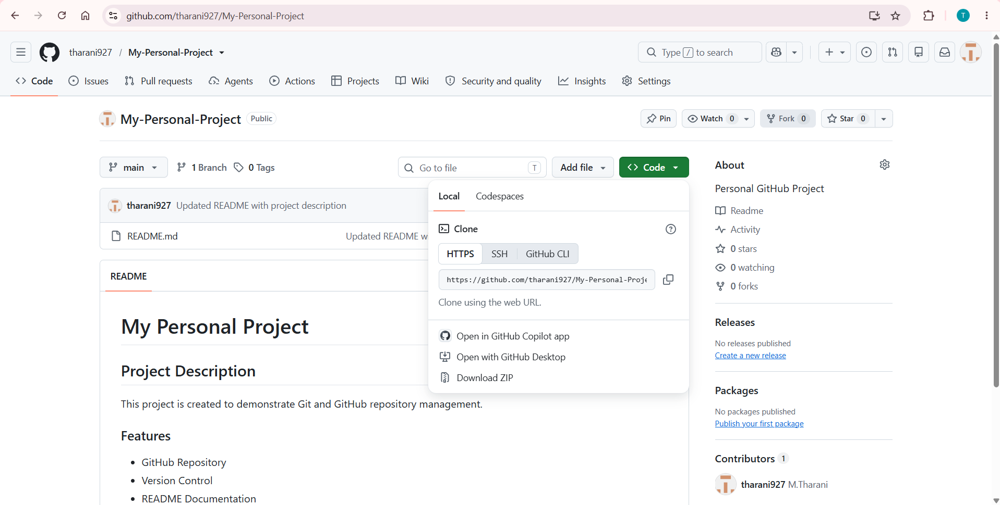 github.com/tharani927/My-Personal-Project
T
tharani927 / My-Personal-Project
Type / to search
Code Issues Pull requests Agents Actions Projects Wiki Security and quality Insights Settings
My-Personal-Project Public
Pin Watch 0 Fork 0 Star 0
main 1 Branch 0 Tags Go to file T Add file Code
tharani927 Updated README with project description
README.md Updated README w
README
My Personal Project
Project Description
This project is created to demonstrate Git and GitHub repository management.
Features
GitHub Repository
Version Control
README Documentation
Local Codespaces
Clone
HTTPS SSH GitHub CLI
https://github.com/tharani927/My-Personal-Proje
Clone using the web URL.
Open in GitHub Copilot app
Open with GitHub Desktop
Download ZIP
About
Personal GitHub Project
Readme
Activity
0 stars
0 watching
0 forks
Releases
No releases published
Create a new release
Packages
No packages published
Publish your first package
Contributors 1
tharani927 M.Tharani